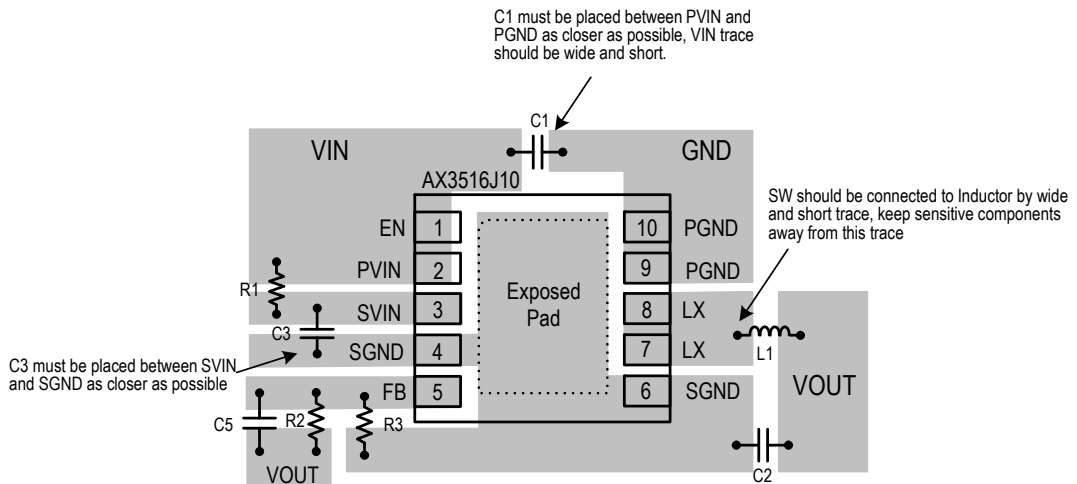 C1 must be placed between PVIN and
PGND as closer as possible, VIN trace
should be wide and short.
C1
VIN
GND
AX3516J10
SW should be connected to Inductor by wide
and short trace, keep sensitive components
away from this trace
EN 1
10 PGND
PVIN 2
9 PGND
R1
Exposed
Pad
SVIN 3
8 LX
C3
SGND 4
7 LX
L1
C3 must be placed between SVIN
and SGND as closer as possible
FB 5
6 SGND
VOUT
C5
R2
R3
VOUT
C2